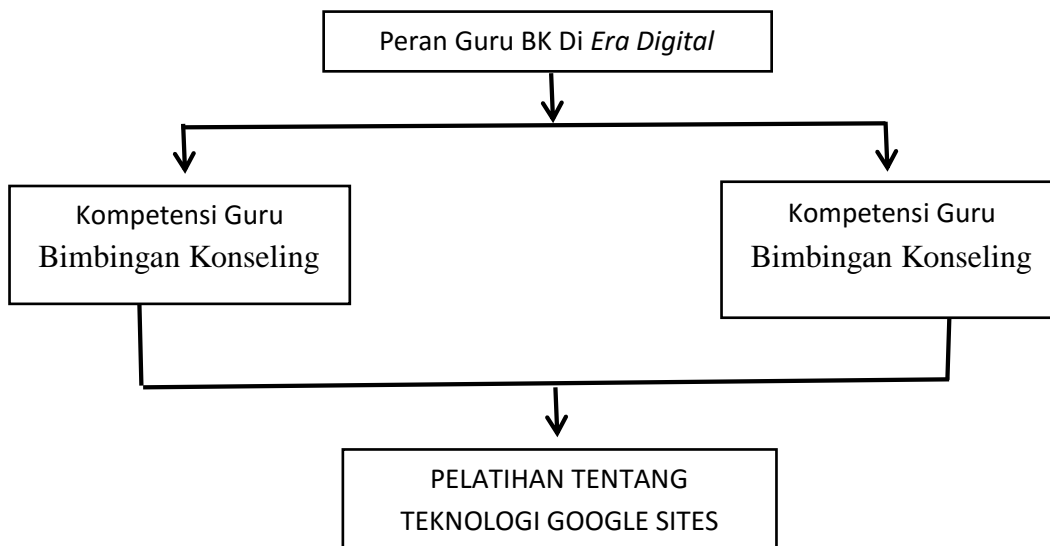 Peran Guru BK Di Era Digital
Kompetensi Guru
Bimbingan Konseling
Kompetensi Guru
Bimbingan Konseling
PELATIHAN TENTANG
TEKNOLOGI GOOGLE SITES